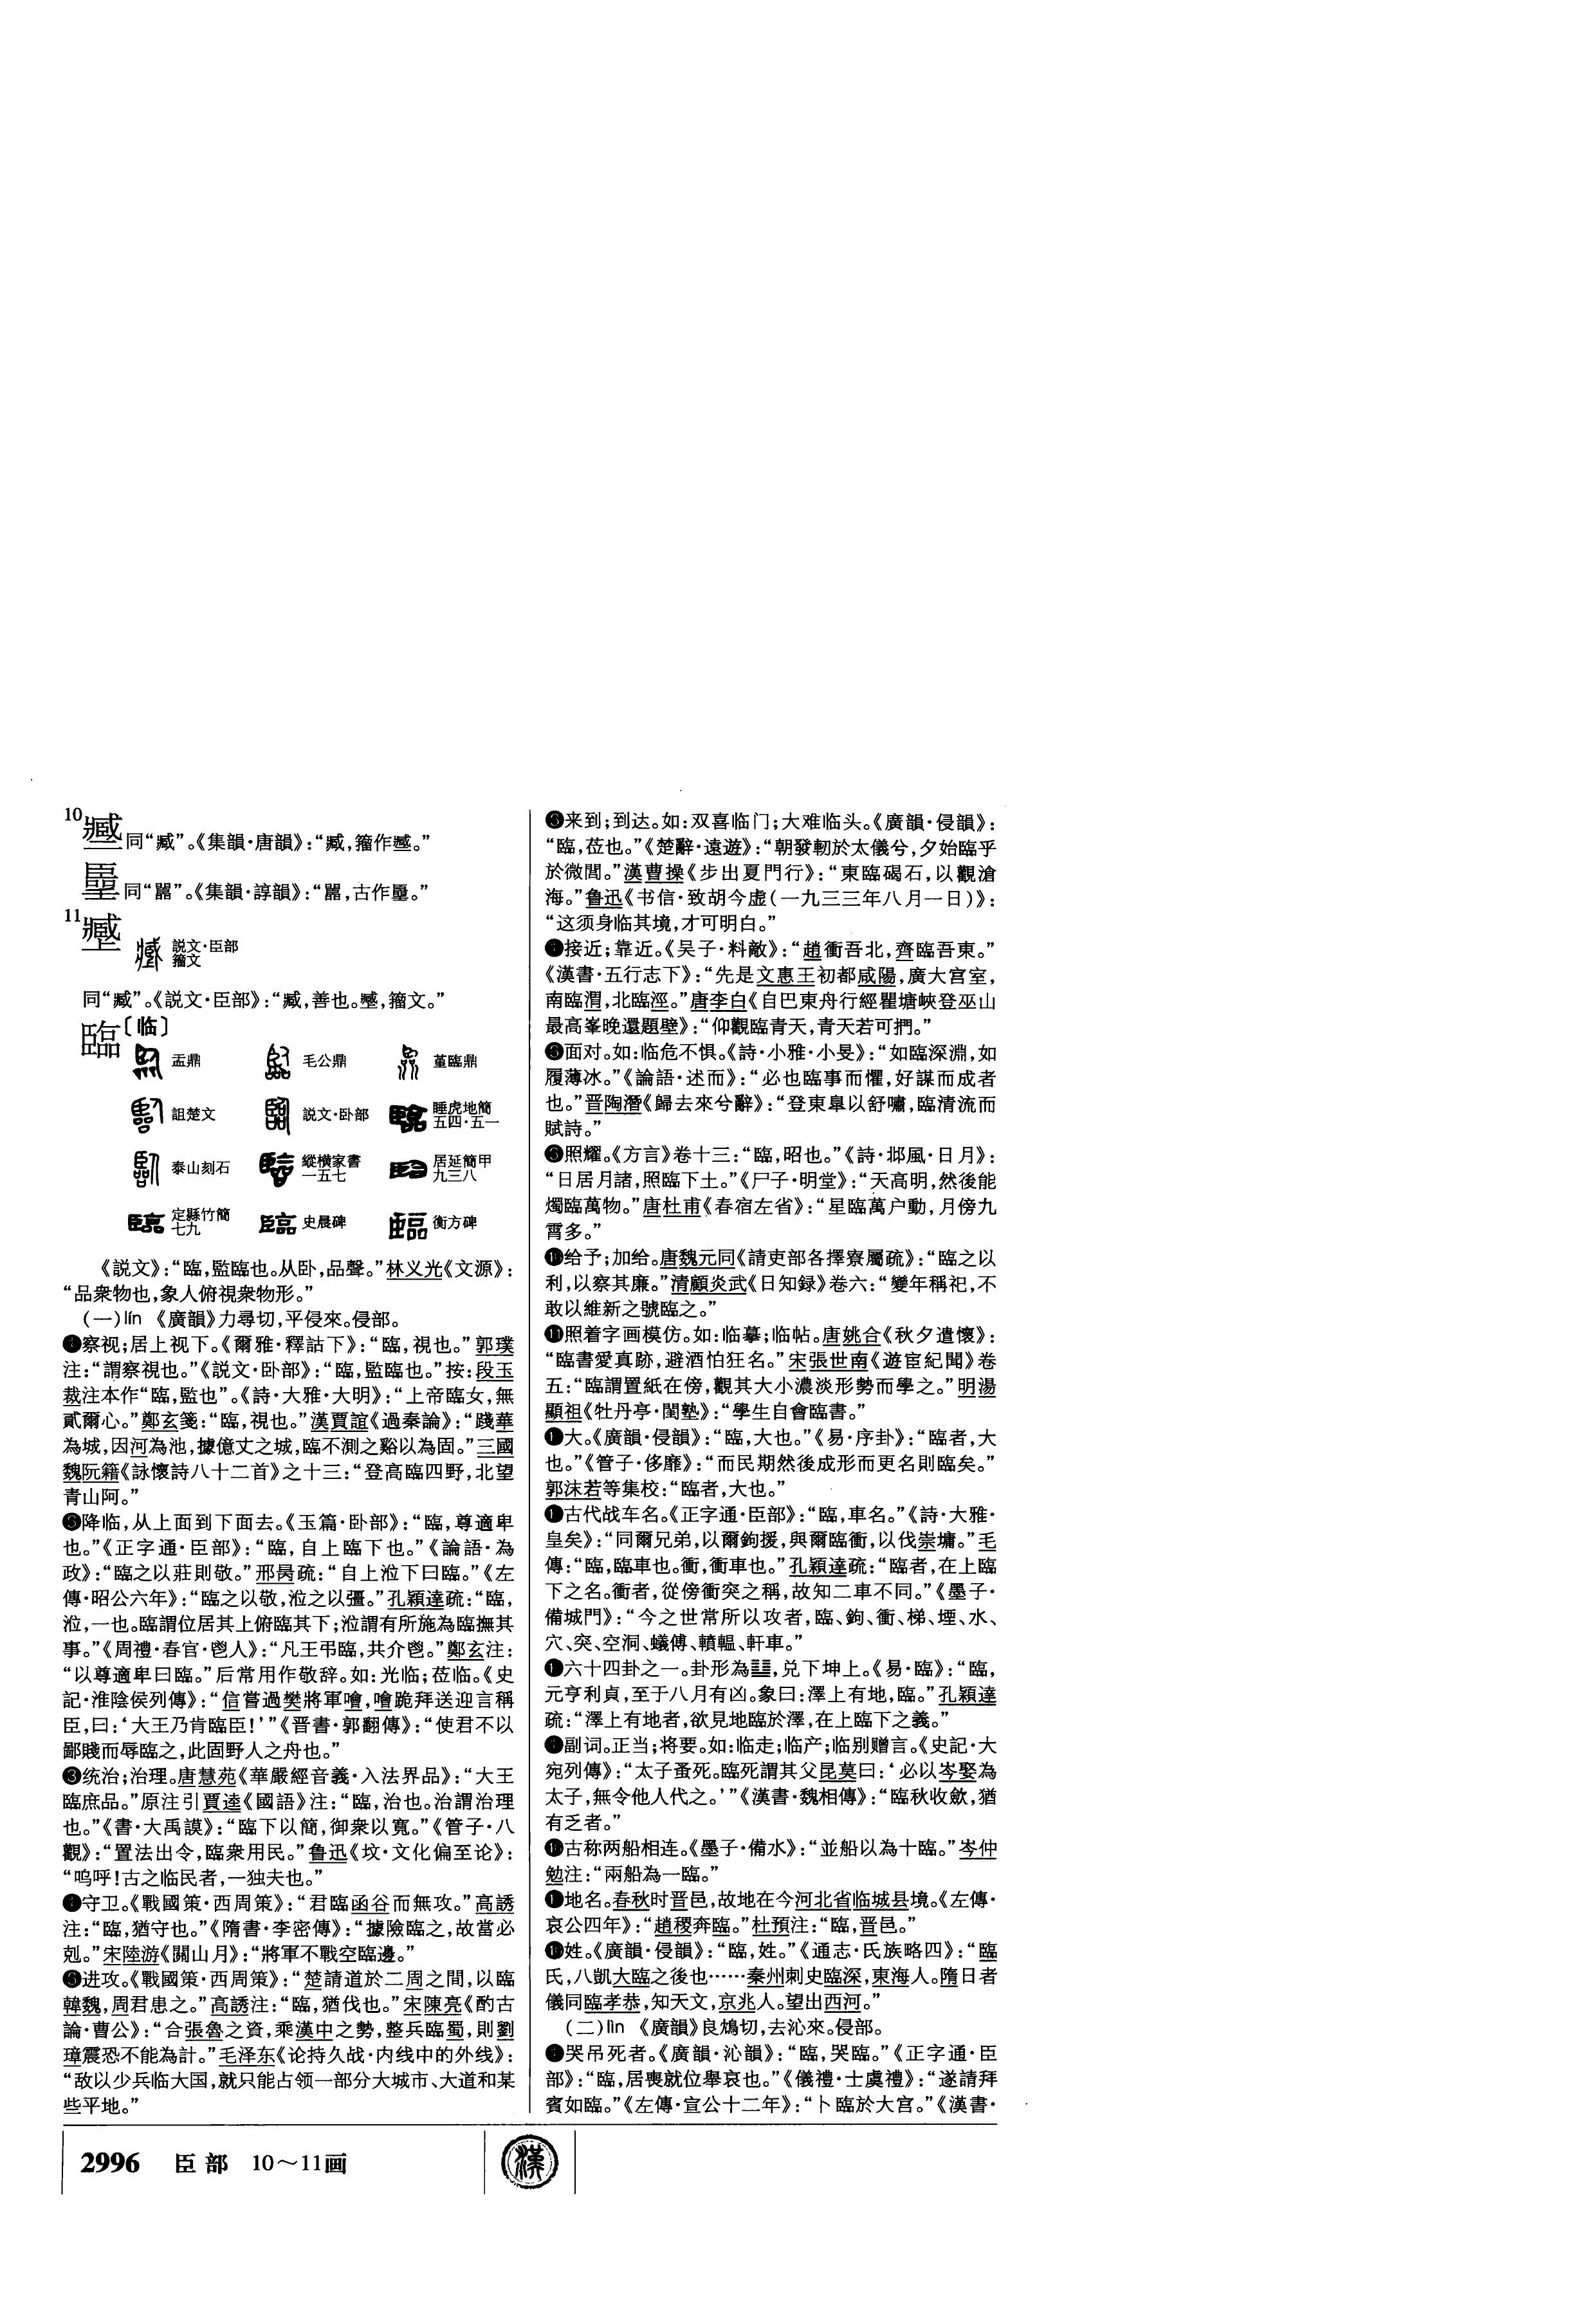 10
同“臧”。《集韻·唐韻》：“臧，籀作。”
同“嚚”。《集韻·諄韻》：“嚚，古作。”
11
説文·臣部
籀文
同“臧”。《説文·臣部》：“臧，善也。，籀文。”
臨〔临〕
盂鼎 毛公鼎 堇臨鼎
詛楚文 説文·卧部 睡虎地簡
五四·五一
泰山刻石 縱横家書
一五七 居延簡甲
九三八
定縣竹簡
七九 史晨碑 衡方碑
《説文》：“臨，監臨也。从卧，品聲。”林义光《文源》：
“品衆物也，象人俯視衆物形。”
（一）lín 《廣韻》力尋切，平侵來。侵部。
❶察视；居上视下。《爾雅·釋詁下》：“臨，視也。”郭璞
注：“謂察視也。”《説文·卧部》：“臨，監臨也。”按：段玉
裁注本作“臨，監也”。《詩·大雅·大明》：“上帝臨女，無
貳爾心。”鄭玄箋：“臨，視也。”漢賈誼《過秦論》：“踐華
為城，因河為池，據億丈之城，臨不測之谿以為固。”三國
魏阮籍《詠懷詩八十二首》之十三：“登高臨四野，北望
青山阿。”
降临，从上面到下面去。《玉篇·卧部》：“臨，尊適卑
也。”《正字通·臣部》：“臨，自上臨下也。”《論語·為
政》：“臨之以莊則敬。”邢昺疏：“自上涖下曰臨。”《左
傳·昭公六年》：“臨之以敬，涖之以彊。”孔穎達疏：“臨，
涖，一也。臨謂位居其上俯臨其下；涖謂有所施為臨撫其
事。”《周禮·春官·鬯人》：“凡王弔臨，共介鬯。”鄭玄注：
“以尊適卑曰臨。”后常用作敬辞。如：光临；莅临。《史
記·淮陰侯列傳》：“信嘗過樊將軍噲，噲跪拜送迎言稱
臣，曰：‘大王乃肯臨臣！’”《晋書·郭翻傳》：“使君不以
鄙賤而辱臨之，此固野人之舟也。”
❸统治；治理。唐慧苑《華嚴經音義·入法界品》：“大王
臨庶品。”原注引賈逵《國語》注：“臨，治也。治謂治理
也。”《書·大禹謨》：“臨下以簡，御衆以寬。”《管子·八
觀》：“置法出令，臨衆用民。”鲁迅《坟·文化偏至论》：
“呜呼！古之临民者，一独夫也。”
守卫。《戰國策·西周策》：“君臨函谷而無攻。”高誘
注：“臨，猶守也。”《隋書·李密傳》：“據險臨之，故當必
剋。”宋陸游《關山月》：“將軍不戰空臨邊。”
进攻。《戰國策·西周策》：“楚請道於二周之間，以臨
韓魏，周君患之。”高誘注：“臨，猶伐也。”宋陳亮《酌古
論·曹公》：“合張魯之資，乘漢中之勢，整兵臨蜀，則劉
璋震恐不能為計。”毛泽东《论持久战·内线中的外线》：
“敌以少兵临大国，就只能占领一部分大城市、大道和某
些平地。”
来到；到达。如：双喜临门；大难临头。《廣韻·侵韻》：
“臨，莅也。”《楚辭·遠遊》：“朝發軔於太儀兮，夕始臨乎
於微閭。”漢曹操《步出夏門行》：“東臨碣石，以觀滄
海。”鲁迅《书信·致胡今虚（一九三三年八月一日）》：
“这须身临其境，才可明白。”
接近；靠近。《吴子·料敵》：“趙衝吾北，齊臨吾東。”
《漢書·五行志下》：“先是文惠王初都咸陽，廣大宫室，
南臨渭，北臨涇。”唐李白《自巴東舟行經瞿塘峽登巫山
最高峯晚還題壁》：“仰觀臨青天，青天若可捫。”
面对。如：临危不惧。《詩·小雅·小旻》：“如臨深淵，如
履薄冰。”《論語·述而》：“必也臨事而懼，好謀而成者
也。”晋陶潛《歸去來兮辭》：“登東臯以舒嘯，臨清流而
賦詩。”
照耀。《方言》卷十三：“臨，昭也。”《詩·邶風·日月》：
“日居月諸，照臨下土。”《尸子·明堂》：“天高明，然後能
燭臨萬物。”唐杜甫《春宿左省》：“星臨萬户動，月傍九
霄多。”
给予；加给。唐魏元同《請吏部各擇寮屬疏》：“臨之以
利，以察其廉。”清顧炎武《日知録》卷六：“變年稱祀，不
敢以維新之號臨之。”
⓫照着字画模仿。如：临摹；临帖。唐姚合《秋夕遣懷》：
“臨書愛真跡，避酒怕狂名。”宋張世南《遊宦紀聞》卷
五：“臨謂置紙在傍，觀其大小濃淡形勢而學之。”明湯
顯祖《牡丹亭·閨塾》：“學生自會臨書。”
大。《廣韻·侵韻》：“臨，大也。”《易·序卦》：“臨者，大
也。”《管子·侈靡》：“而民期然後成形而更名則臨矣。”
郭沫若等集校：“臨者，大也。”
古代战车名。《正字通·臣部》：“臨，車名。”《詩·大雅·
皇矣》：“同爾兄弟，以爾鉤援，與爾臨衝，以伐崇墉。”毛
傳：“臨，臨車也。衝，衝車也。”孔穎達疏：“臨者，在上臨
下之名。衝者，從傍衝突之稱，故知二車不同。”《墨子·
備城門》：“今之世常所以攻者，臨、鉤、衝、梯、堙、水、
穴、突、空洞、蟻傅、轒轀、軒車。”
六十四卦之一。卦形為䷒，兑下坤上。《易·臨》：“臨，
元亨利貞，至于八月有凶。象曰：澤上有地，臨。”孔穎達
疏：“澤上有地者，欲見地臨於澤，在上臨下之義。”
副词。正当；将要。如：临走；临产；临别赠言。《史記·大
宛列傳》：“太子蚤死。臨死謂其父昆莫曰：‘必以岑娶為
太子，無令他人代之。’”《漢書·魏相傳》：“臨秋收斂，猶
有乏者。”
古称两船相连。《墨子·備水》：“並船以為十臨。”岑仲
勉注：“兩船為一臨。”
地名。春秋时晋邑，故地在今河北省临城县境。《左傳·
哀公四年》：“趙稷奔臨。”杜預注：“臨，晋邑。”
姓。《廣韻·侵韻》：“臨，姓。”《通志·氏族略四》：“臨
氏，八凱大臨之後也……秦州刺史臨深，東海人。隋日者
儀同臨孝恭，知天文，京兆人。望出西河。”
（二）lìn 《廣韻》良鴆切，去沁來。侵部。
哭吊死者。《廣韻·沁韻》：“臨，哭臨。”《正字通·臣
部》：“臨，居喪就位舉哀也。”《儀禮·士虞禮》：“遂請拜
賓如臨。”《左傳·宣公十二年》：“卜臨於大宫。”《漢書·
2996 臣部 10～11画
漢